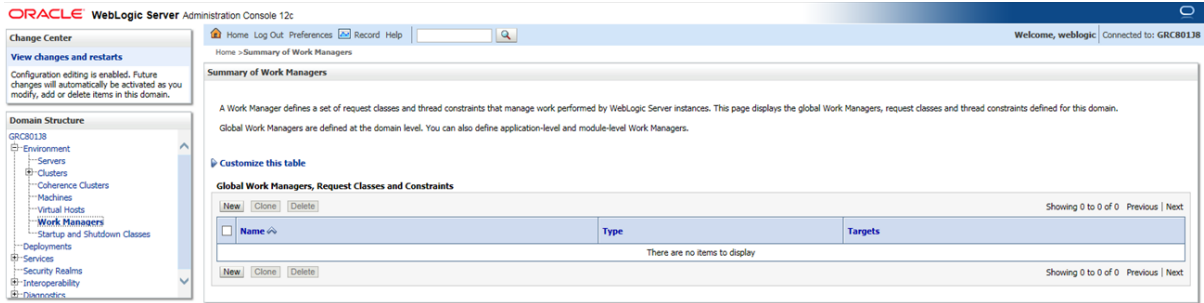 ORACLE WebLogic Server Administration Console 12c
Change Center
View changes and restarts
Configuration editing is enabled. Future
changes will automatically be activated as you
modify, add or delete items in this domain.
Domain Structure
GRC801J8
Environment
Servers
Clusters
Coherence Clusters
Machines
Virtual Hosts
Work Managers
Startup and Shutdown Classes
Deployments
Services
Security Realms
Interoperability
Diagnostics
Home Log Out Preferences Record Help
Welcome, weblogic Connected to: GRC801J8
Home >Summary of Work Managers
Summary of Work Managers
A Work Manager defines a set of request classes and thread constraints that manage work performed by WebLogic Server instances. This page displays the global Work Managers, request classes and thread constraints defined for this domain.
Global Work Managers are defined at the domain level. You can also define application-level and module-level Work Managers.
Customize this table
Global Work Managers, Request Classes and Constraints
New Clone Delete Showing 0 to 0 of 0 Previous | Next
Name Type Targets
There are no items to display
New Clone Delete Showing 0 to 0 of 0 Previous | Next